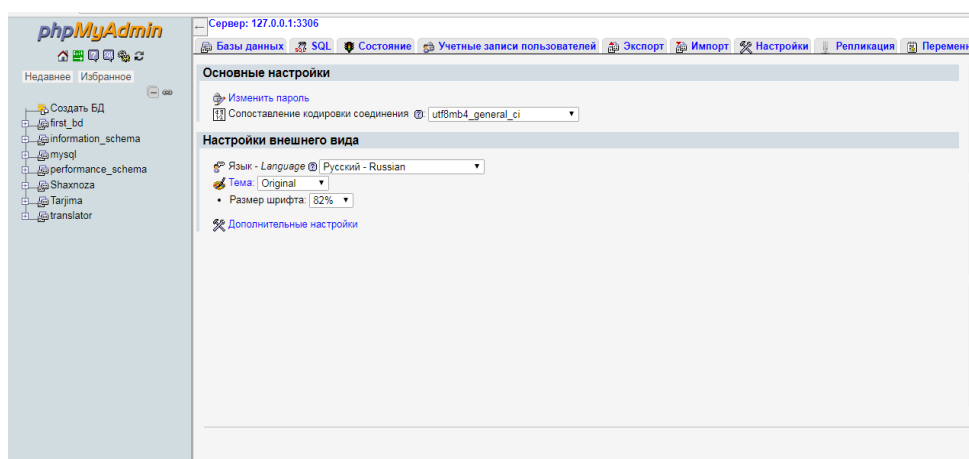 phpMyAdmin
Недавнее Избранное
Создать БД
first_bd
information_schema
mysql
performance_schema
Shaxnoza
Tarjima
translator
Сервер: 127.0.0.1:3306
Базы данных SQL Состояние Учетные записи пользователей Экспорт Импорт Настройки Репликация Перемен
Основные настройки
Изменить пароль
Сопоставление кодировки соединения: utf8mb4_general_ci
Настройки внешнего вида
Язык - Language Русский - Russian
Тема: Original
• Размер шрифта: 82%
Дополнительные настройки